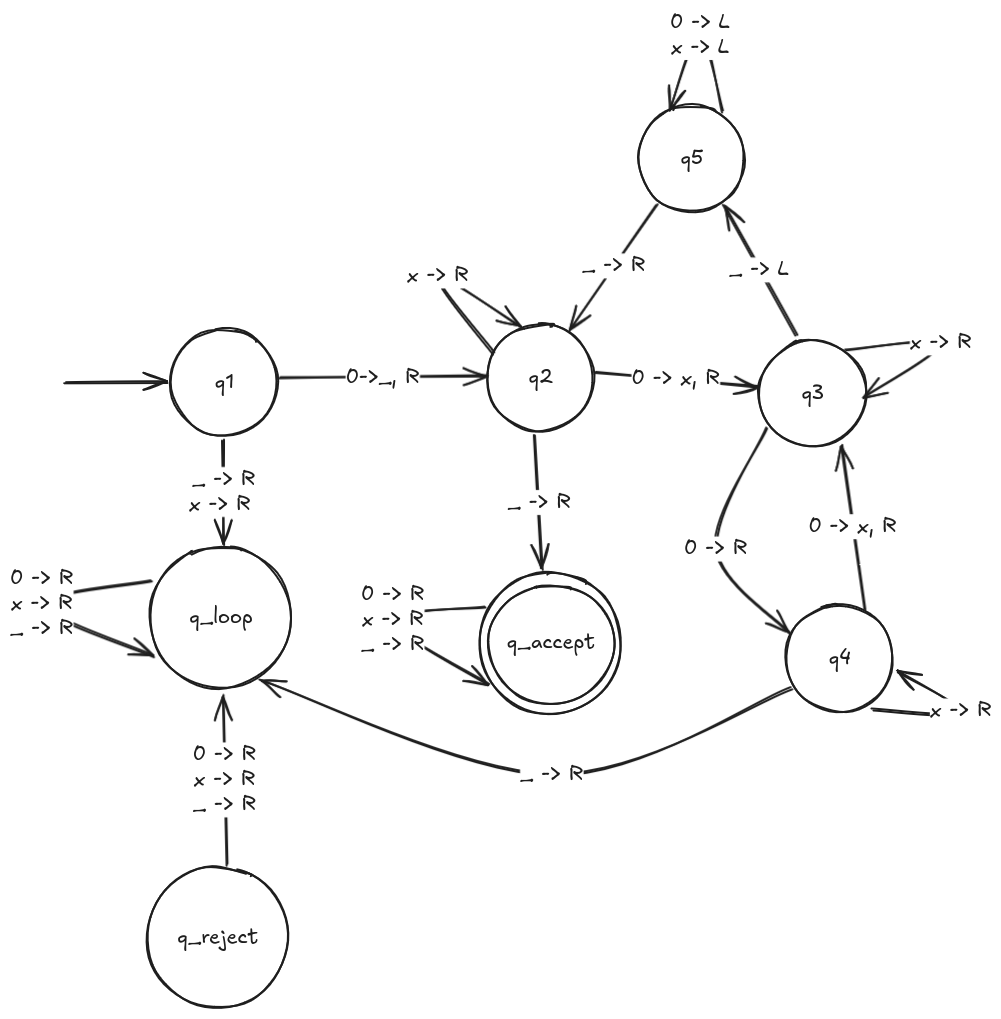 0 -> L
x -> L
q5
_ -> R
_ -> L
x -> R
q1
0->_, R
q2
0 -> x, R
q3
x -> R
_ -> R
x -> R
_ -> R
0 -> R
0 -> x, R
0 -> R
x -> R
_ -> R
q_loop
0 -> R
x -> R
_ -> R
q_accept
q4
x -> R
_ -> R
0 -> R
x -> R
_ -> R
q_reject